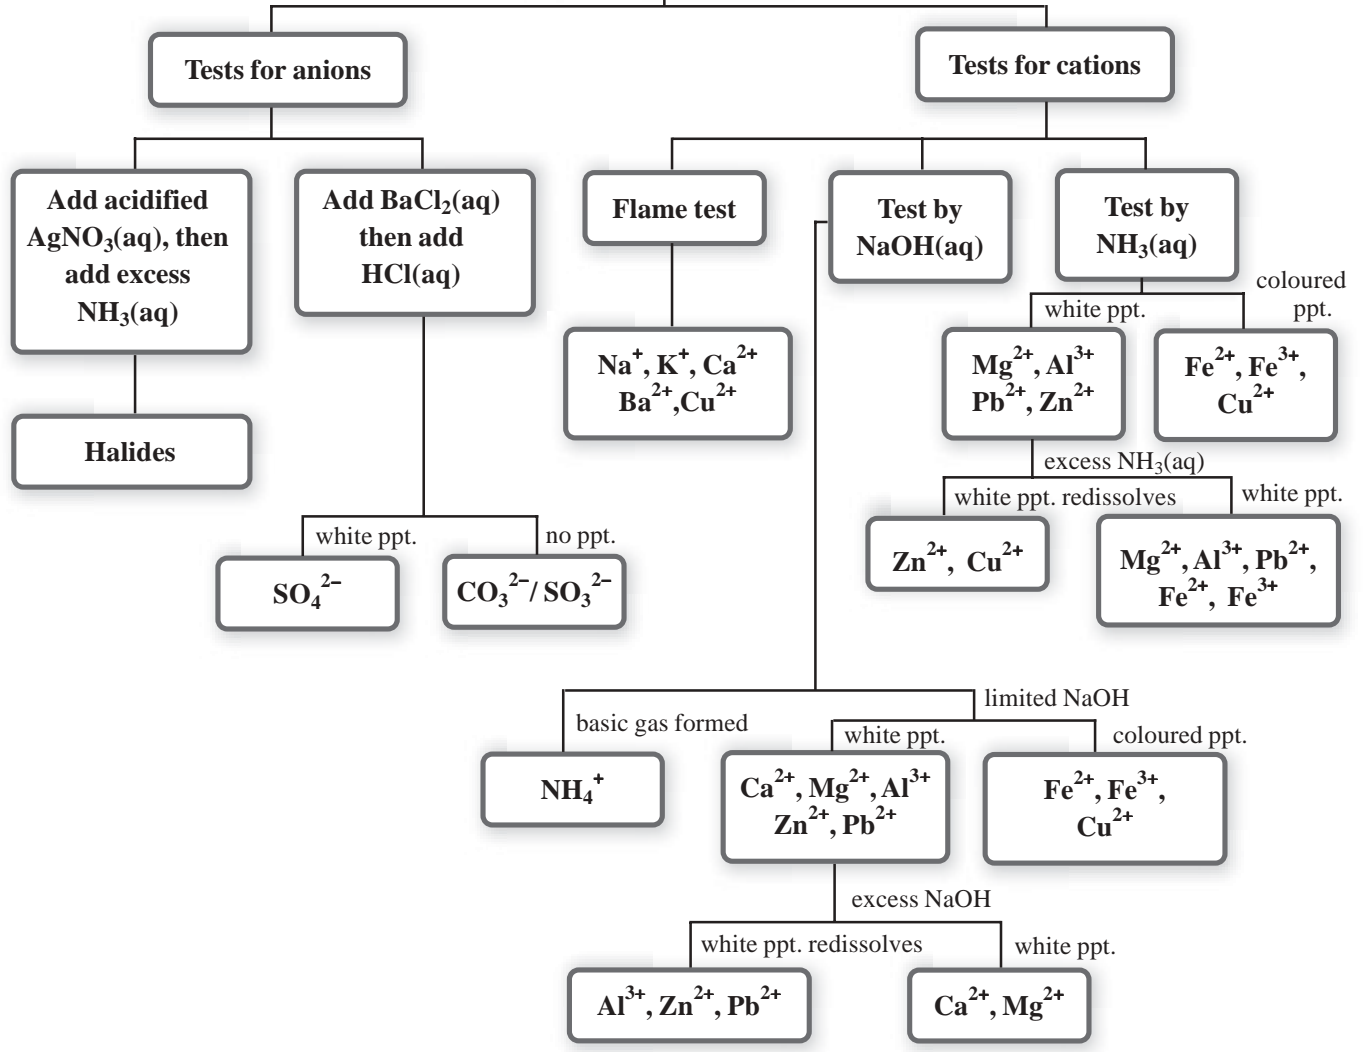 Tests for anions
Tests for cations
Add acidified
AgNO₃(aq), then
add excess
NH₃(aq)
Add BaCl₂(aq)
then add
HCl(aq)
Flame test
Test by
NaOH(aq)
Test by
NH₃(aq)
white ppt.
coloured
ppt.
Na⁺, K⁺, Ca²⁺
Ba²⁺,Cu²⁺
Mg²⁺, Al³⁺
Pb²⁺, Zn²⁺
Fe²⁺, Fe³⁺,
Cu²⁺
Halides
excess NH₃(aq)
white ppt. redissolves
white ppt.
Zn²⁺, Cu²⁺
Mg²⁺, Al³⁺, Pb²⁺,
Fe²⁺, Fe³⁺
white ppt.
no ppt.
SO₄²⁻
CO₃²⁻/ SO₃²⁻
limited NaOH
basic gas formed
white ppt.
coloured ppt.
NH₄⁺
Ca²⁺, Mg²⁺, Al³⁺
Zn²⁺, Pb²⁺
Fe²⁺, Fe³⁺,
Cu²⁺
excess NaOH
white ppt. redissolves
white ppt.
Al³⁺, Zn²⁺, Pb²⁺
Ca²⁺, Mg²⁺